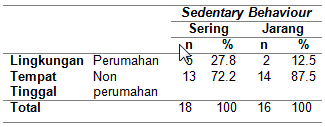 Sedentary Behaviour
Sering Jarang
n % n %
Lingkungan Perumahan 5 27.8 2 12.5
Tempat Non 13 72.2 14 87.5
Tinggal perumahan
Total 18 100 16 100